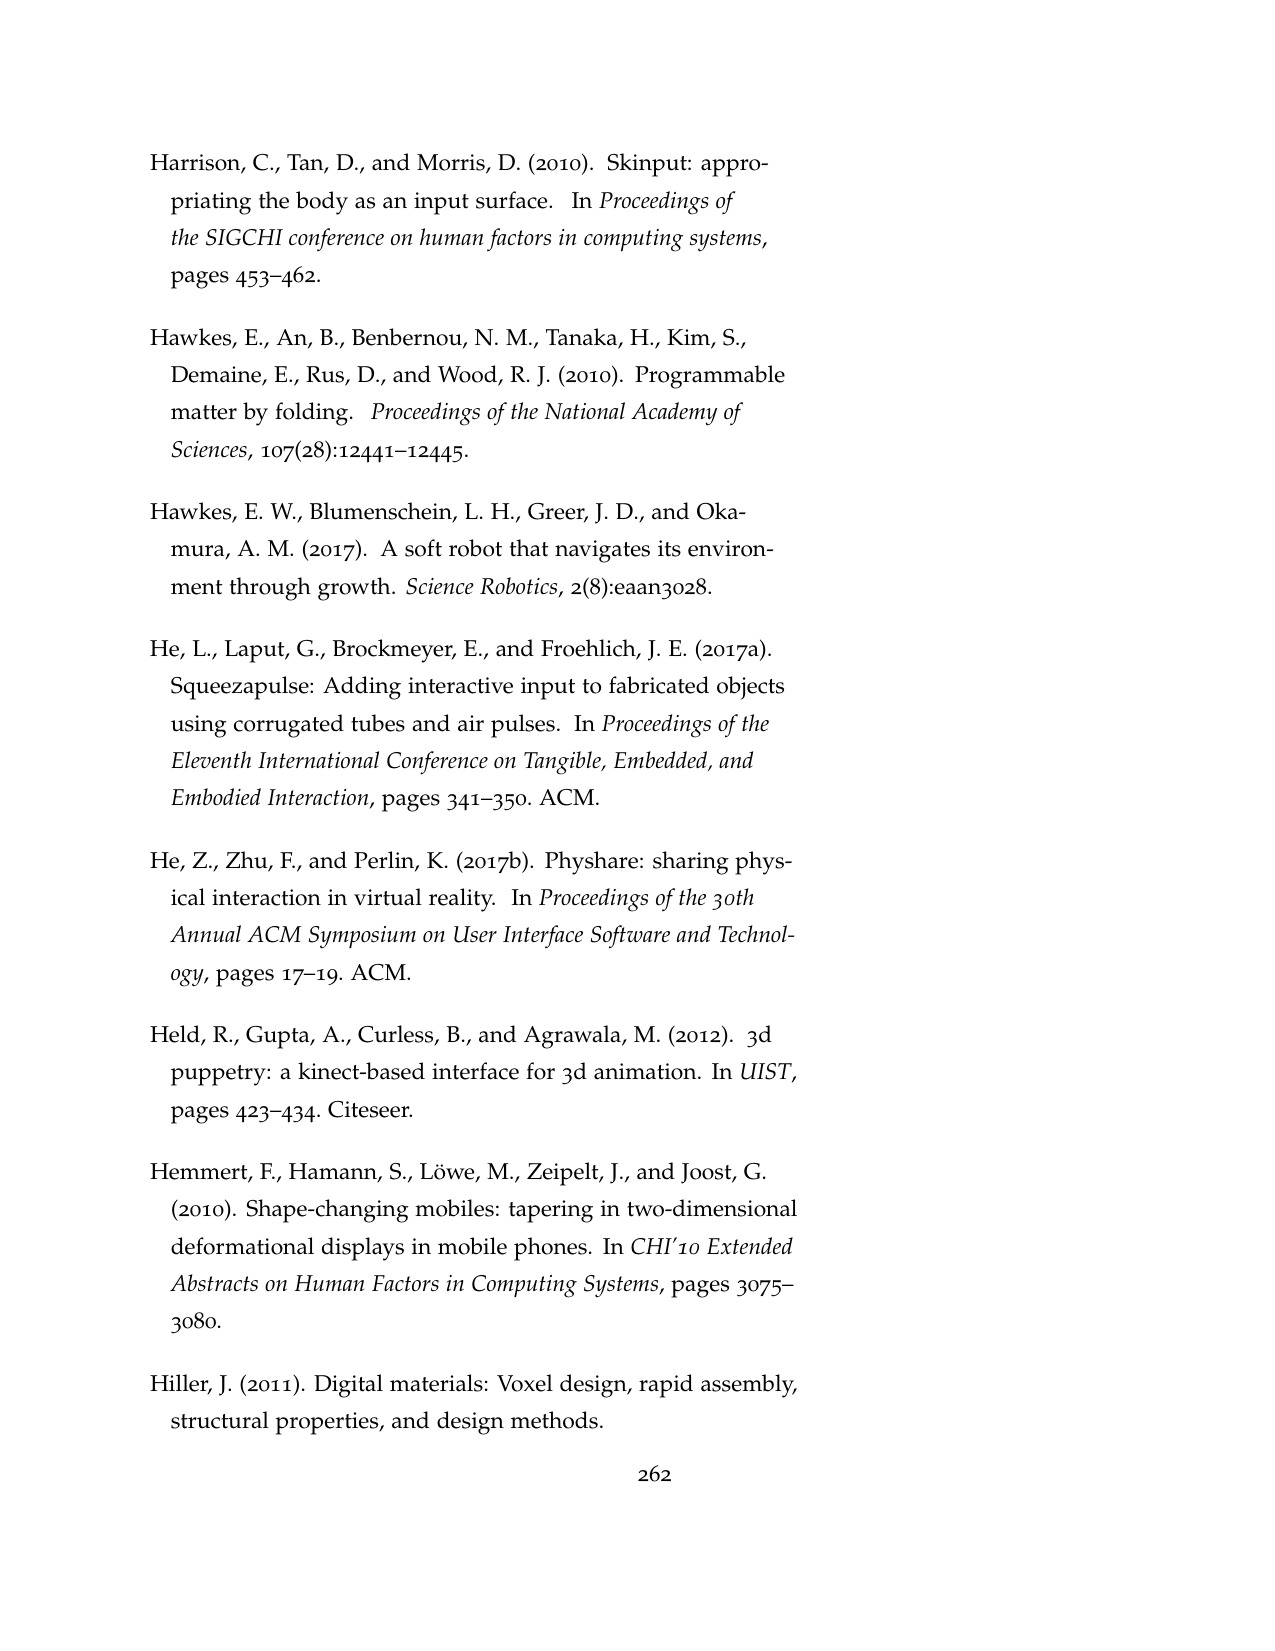 Harrison, C., Tan, D., and Morris, D. (2010). Skinput: appro-
priating the body as an input surface. In Proceedings of
the SIGCHI conference on human factors in computing systems,
pages 453–462.
Hawkes, E., An, B., Benbernou, N. M., Tanaka, H., Kim, S.,
Demaine, E., Rus, D., and Wood, R. J. (2010). Programmable
matter by folding. Proceedings of the National Academy of
Sciences, 107(28):12441–12445.
Hawkes, E. W., Blumenschein, L. H., Greer, J. D., and Oka-
mura, A. M. (2017). A soft robot that navigates its environ-
ment through growth. Science Robotics, 2(8):eaan3028.
He, L., Laput, G., Brockmeyer, E., and Froehlich, J. E. (2017a).
Squeezapulse: Adding interactive input to fabricated objects
using corrugated tubes and air pulses. In Proceedings of the
Eleventh International Conference on Tangible, Embedded, and
Embodied Interaction, pages 341–350. ACM.
He, Z., Zhu, F., and Perlin, K. (2017b). Physhare: sharing phys-
ical interaction in virtual reality. In Proceedings of the 30th
Annual ACM Symposium on User Interface Software and Technol-
ogy, pages 17–19. ACM.
Held, R., Gupta, A., Curless, B., and Agrawala, M. (2012). 3d
puppetry: a kinect-based interface for 3d animation. In UIST,
pages 423–434. Citeseer.
Hemmert, F., Hamann, S., Löwe, M., Zeipelt, J., and Joost, G.
(2010). Shape-changing mobiles: tapering in two-dimensional
deformational displays in mobile phones. In CHI'10 Extended
Abstracts on Human Factors in Computing Systems, pages 3075–
3080.
Hiller, J. (2011). Digital materials: Voxel design, rapid assembly,
structural properties, and design methods.
262